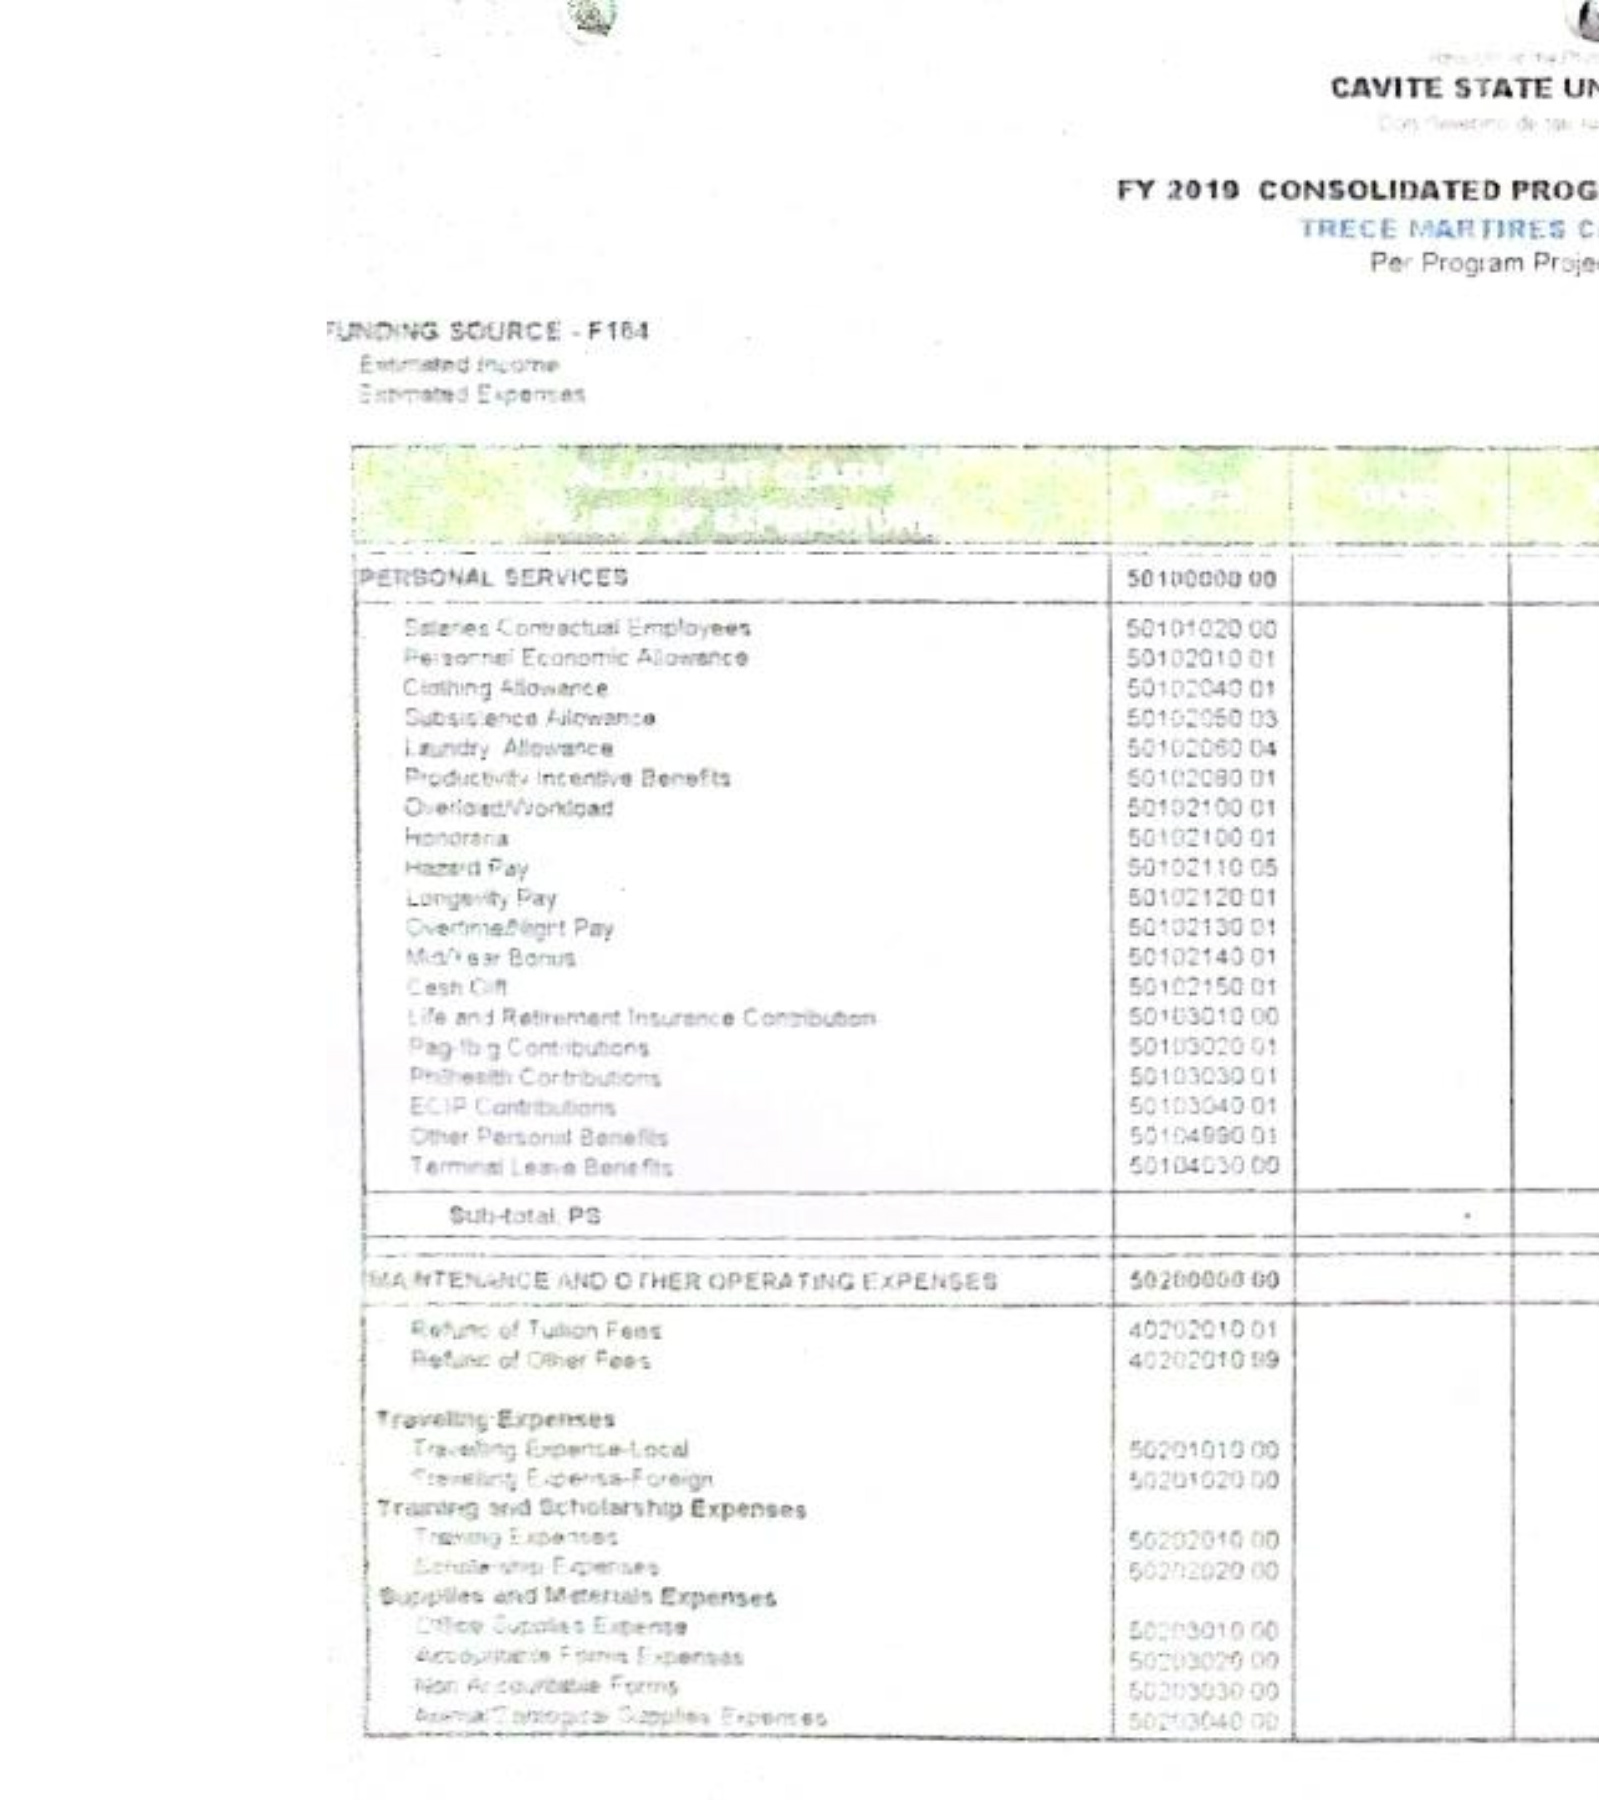 CAVITE STATE UN
FY 2019 CONSOLIDATED PROG
TRECE MARTIRES C
Per Program Proje
FUNDING SOURCE - F164
Estimated Income
Estimated Expenses
PERSONAL SERVICES 50100000 00
Salaries Contractual Employees 50101020 00
Personnel Economic Allowance 50102010 01
Clothing Allowance 50102040 01
Subsistence Allowance 50102050 03
Laundry Allowance 50102060 04
Productivity Incentive Benefits 50102080 01
Overload/Workload 50102100 01
Honoraria 50102100 01
Hazard Pay 50102110 05
Longevity Pay 50102120 01
Overtime/Night Pay 50102130 01
Mid/Year Bonus 50102140 01
Cash Gift 50102150 01
Life and Retirement Insurance Contribution 50103010 00
Pag-Ibig Contributions 50103020 01
Philhealth Contributions 50103030 01
ECIP Contributions 50103040 01
Other Personal Benefits 50104990 01
Terminal Leave Benefits 50104030 00
Sub-total, PS -
MAINTENANCE AND OTHER OPERATING EXPENSES 50200000 00
Refund of Tuition Fees 40202010 01
Refund of Other Fees 40202010 99
Traveling Expenses
Travelling Expense-Local 50201010 00
Travelling Expense-Foreign 50201020 00
Training and Scholarship Expenses
Training Expenses 50202010 00
Scholarship Expenses 50202020 00
Supplies and Materials Expenses
Office Supplies Expense 50203010 00
Accountable Forms Expenses 50203020 00
Non Accountable Forms 50203030 00
Animal/Zoological Supplies Expenses 50203040 00